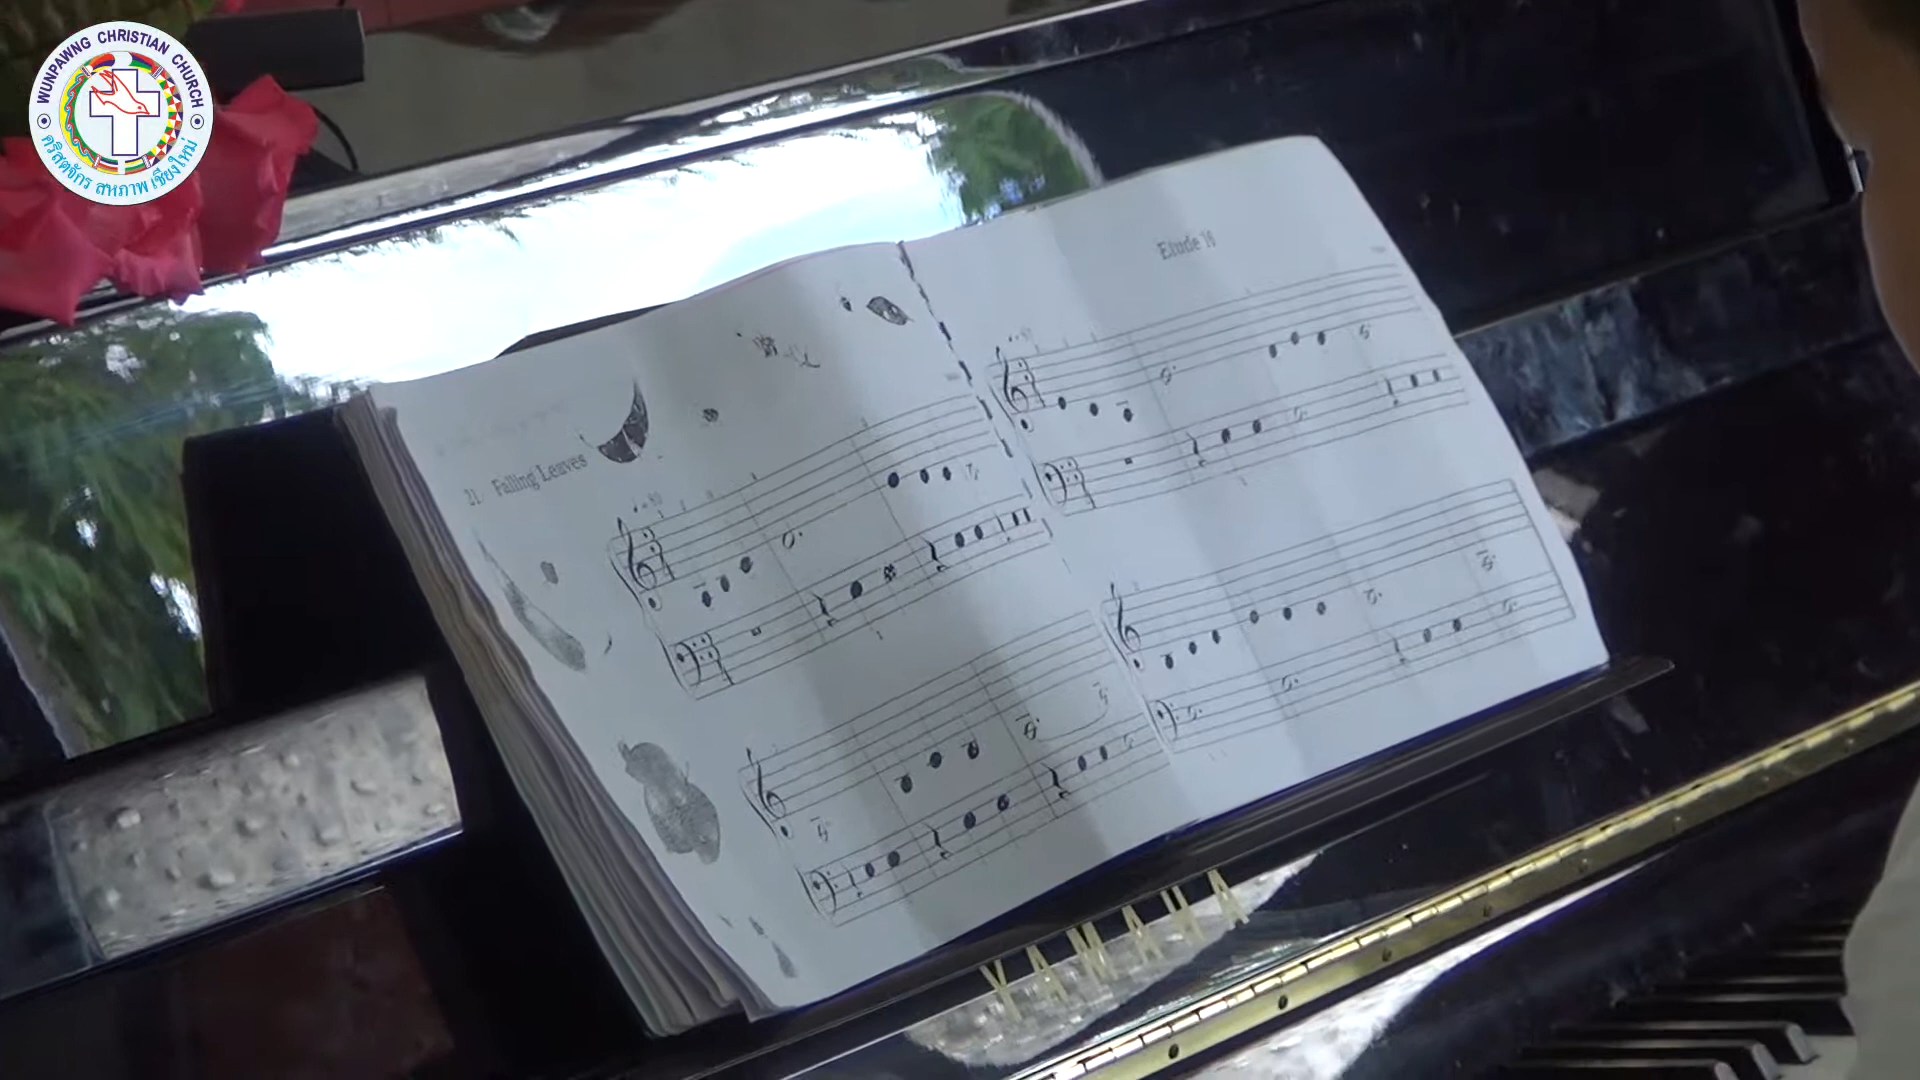 WUNPAWNG CHRISTIAN CHURCH
คริสตจักร สหภาพ เชียงใหม่
21. Falling Leaves
Etude 16